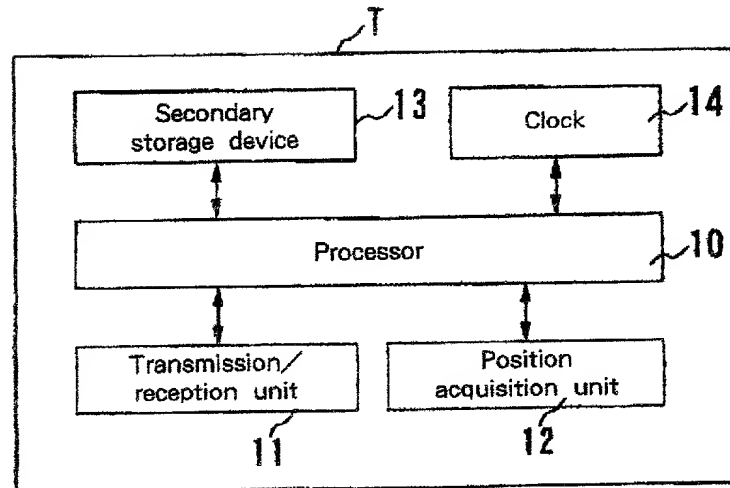 T
Secondary
storage device
13
Clock
14
Processor
10
Transmission/
reception unit
11
Position
acquisition unit
12